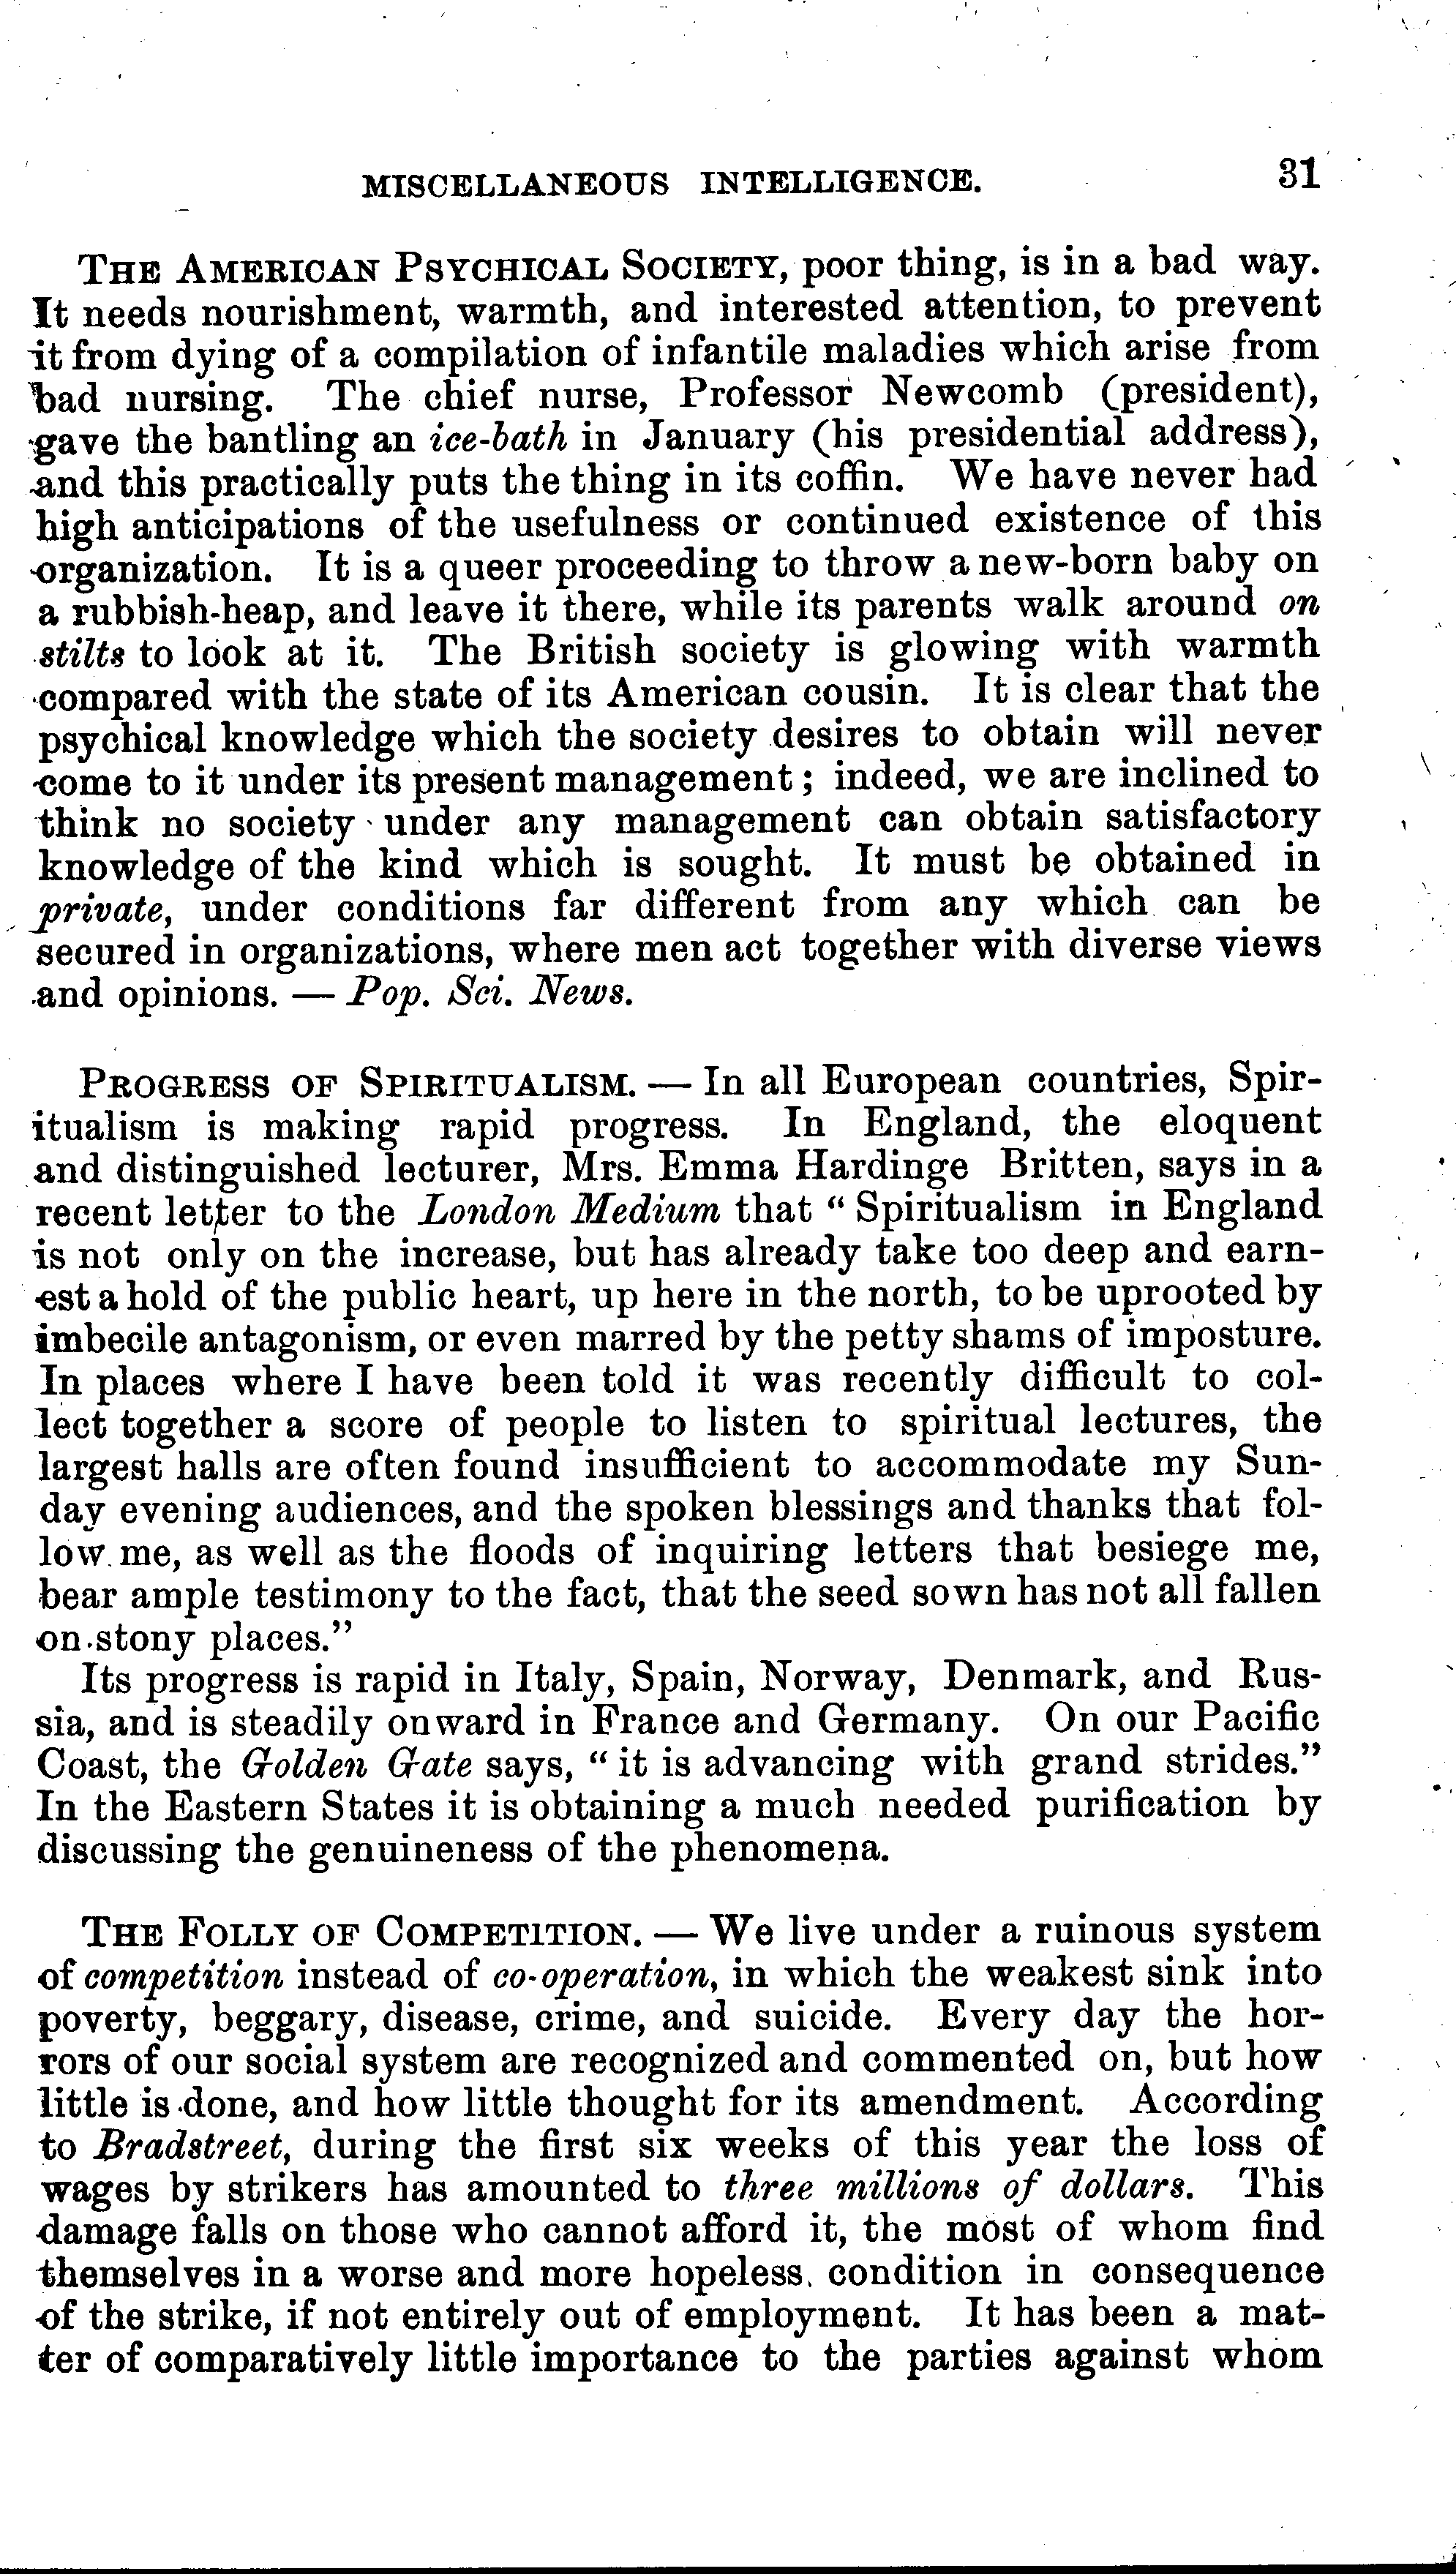 MISCELLANEOUS INTELLIGENCE. 31
THE AMERICAN PSYCHICAL SOCIETY, poor thing, is in a bad way.
It needs nourishment, warmth, and interested attention, to prevent
it from dying of a compilation of infantile maladies which arise from
bad nursing. The chief nurse, Professor Newcomb (president),
gave the bantling an ice-bath in January (his presidential address),
and this practically puts the thing in its coffin. We have never had
high anticipations of the usefulness or continued existence of this
organization. It is a queer proceeding to throw a new-born baby on
a rubbish-heap, and leave it there, while its parents walk around on
stilts to look at it. The British society is glowing with warmth
compared with the state of its American cousin. It is clear that the
psychical knowledge which the society desires to obtain will never
come to it under its present management; indeed, we are inclined to
think no society under any management can obtain satisfactory
knowledge of the kind which is sought. It must be obtained in
private, under conditions far different from any which can be
secured in organizations, where men act together with diverse views
and opinions. — Pop. Sci. News.
PROGRESS OF SPIRITUALISM. — In all European countries, Spir-
itualism is making rapid progress. In England, the eloquent
and distinguished lecturer, Mrs. Emma Hardinge Britten, says in a
recent letter to the London Medium that “Spiritualism in England
is not only on the increase, but has already take too deep and earn-
est a hold of the public heart, up here in the north, to be uprooted by
imbecile antagonism, or even marred by the petty shams of imposture.
In places where I have been told it was recently difficult to col-
lect together a score of people to listen to spiritual lectures, the
largest halls are often found insufficient to accommodate my Sun-
day evening audiences, and the spoken blessings and thanks that fol-
low me, as well as the floods of inquiring letters that besiege me,
bear ample testimony to the fact, that the seed sown has not all fallen
on stony places.”
Its progress is rapid in Italy, Spain, Norway, Denmark, and Rus-
sia, and is steadily onward in France and Germany. On our Pacific
Coast, the Golden Gate says, “it is advancing with grand strides.”
In the Eastern States it is obtaining a much needed purification by
discussing the genuineness of the phenomena.
THE FOLLY OF COMPETITION. — We live under a ruinous system
of competition instead of co-operation, in which the weakest sink into
poverty, beggary, disease, crime, and suicide. Every day the hor-
rors of our social system are recognized and commented on, but how
little is done, and how little thought for its amendment. According
to Bradstreet, during the first six weeks of this year the loss of
wages by strikers has amounted to three millions of dollars. This
damage falls on those who cannot afford it, the most of whom find
themselves in a worse and more hopeless condition in consequence
of the strike, if not entirely out of employment. It has been a mat-
ter of comparatively little importance to the parties against whom